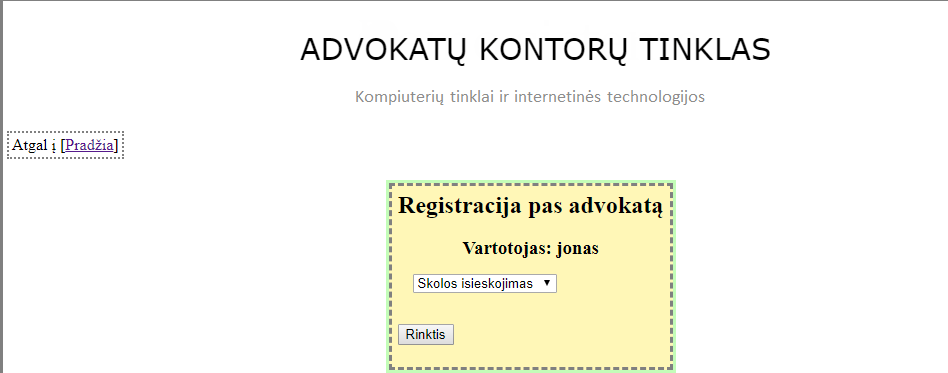 ADVOKATŲ KONTORŲ TINKLAS
Kompiuterių tinklai ir internetinės technologijos
Atgal į [Pradžia]
Registracija pas advokatą
Vartotojas: jonas
Skolos isieskojimas
Rinktis